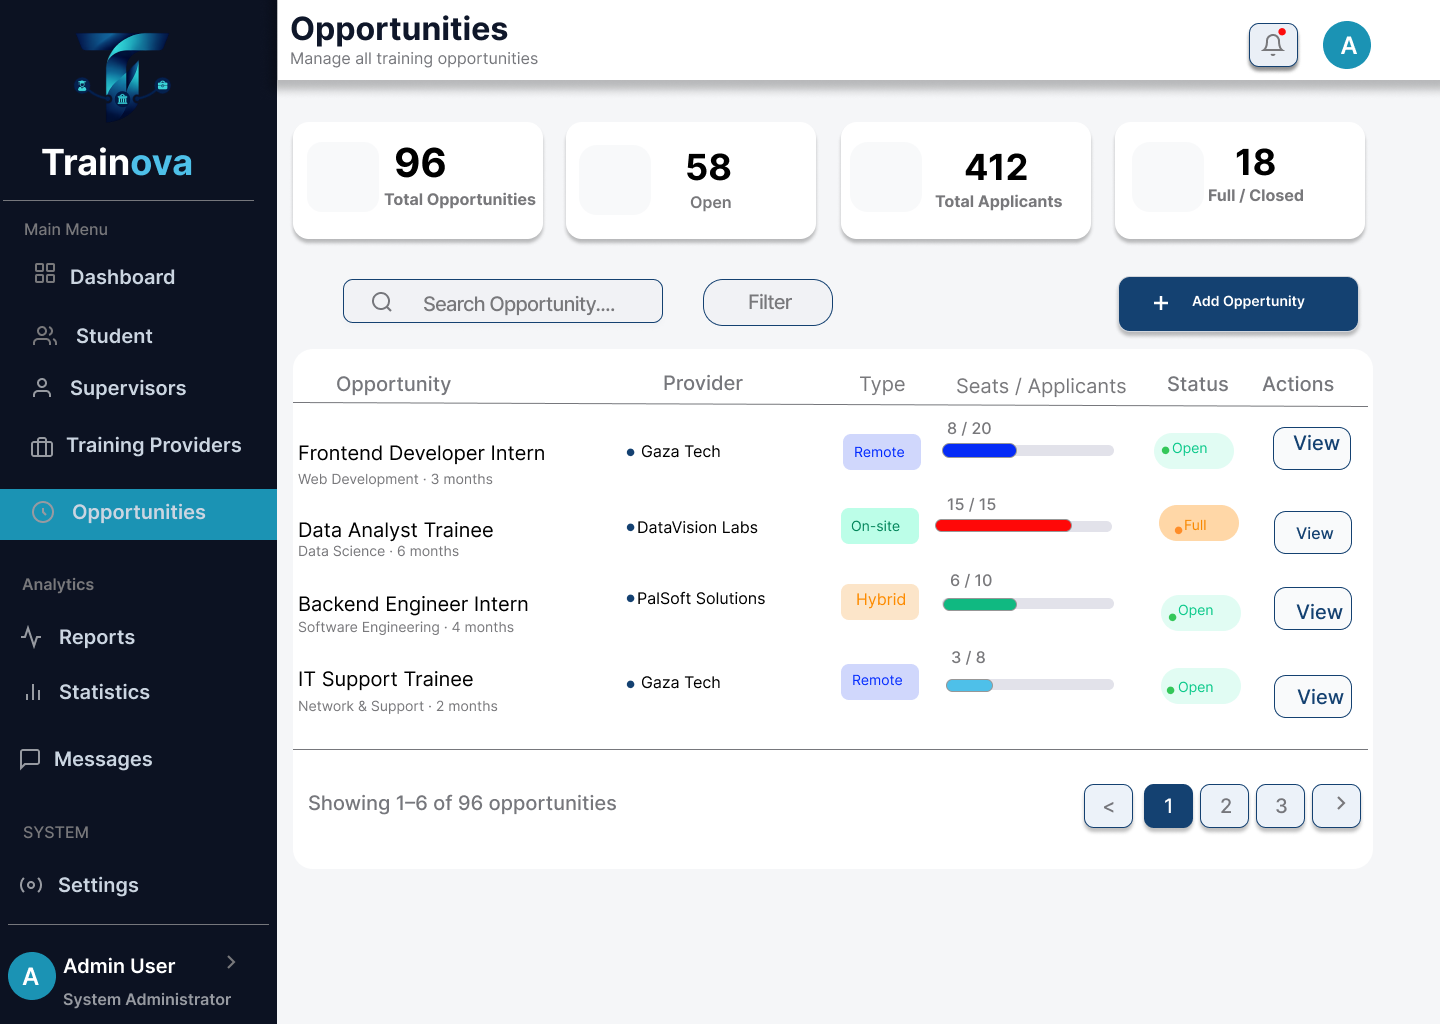 Trainova
Main Menu
Dashboard
Student
Supervisors
Training Providers
Opportunities
Analytics
Reports
Statistics
Messages
SYSTEM
Settings
A
Admin User
System Administrator
Opportunities
Manage all training opportunities
A
96
Total Opportunities
58
Open
412
Total Applicants
18
Full / Closed
Search Opportunity....
Filter
+ Add Oppertunity
Opportunity Provider Type Seats / Applicants Status Actions
Frontend Developer Intern
Web Development · 3 months
Gaza Tech
Remote
8 / 20
Open
View
Data Analyst Trainee
Data Science · 6 months
DataVision Labs
On-site
15 / 15
Full
View
Backend Engineer Intern
Software Engineering · 4 months
PalSoft Solutions
Hybrid
6 / 10
Open
View
IT Support Trainee
Network & Support · 2 months
Gaza Tech
Remote
3 / 8
Open
View
Showing 1–6 of 96 opportunities
< 1 2 3 >